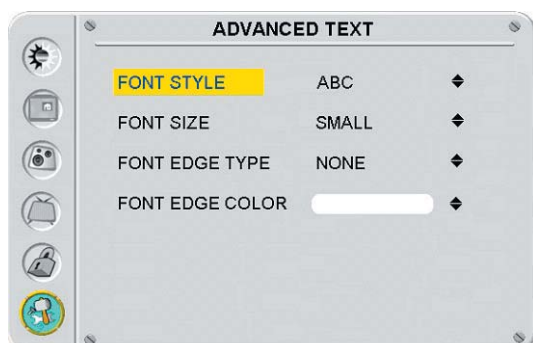 ADVANCED TEXT
FONT STYLE ABC
FONT SIZE SMALL
FONT EDGE TYPE NONE
FONT EDGE COLOR